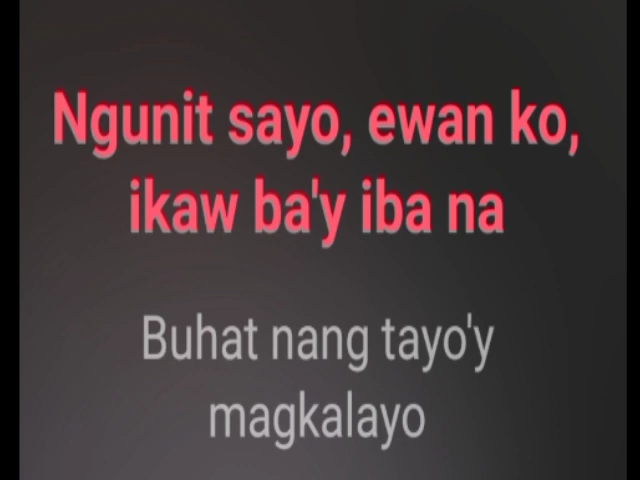 Ngunit sayo, ewan ko,
ikaw ba'y iba na
Buhat nang tayo'y
magkalayo